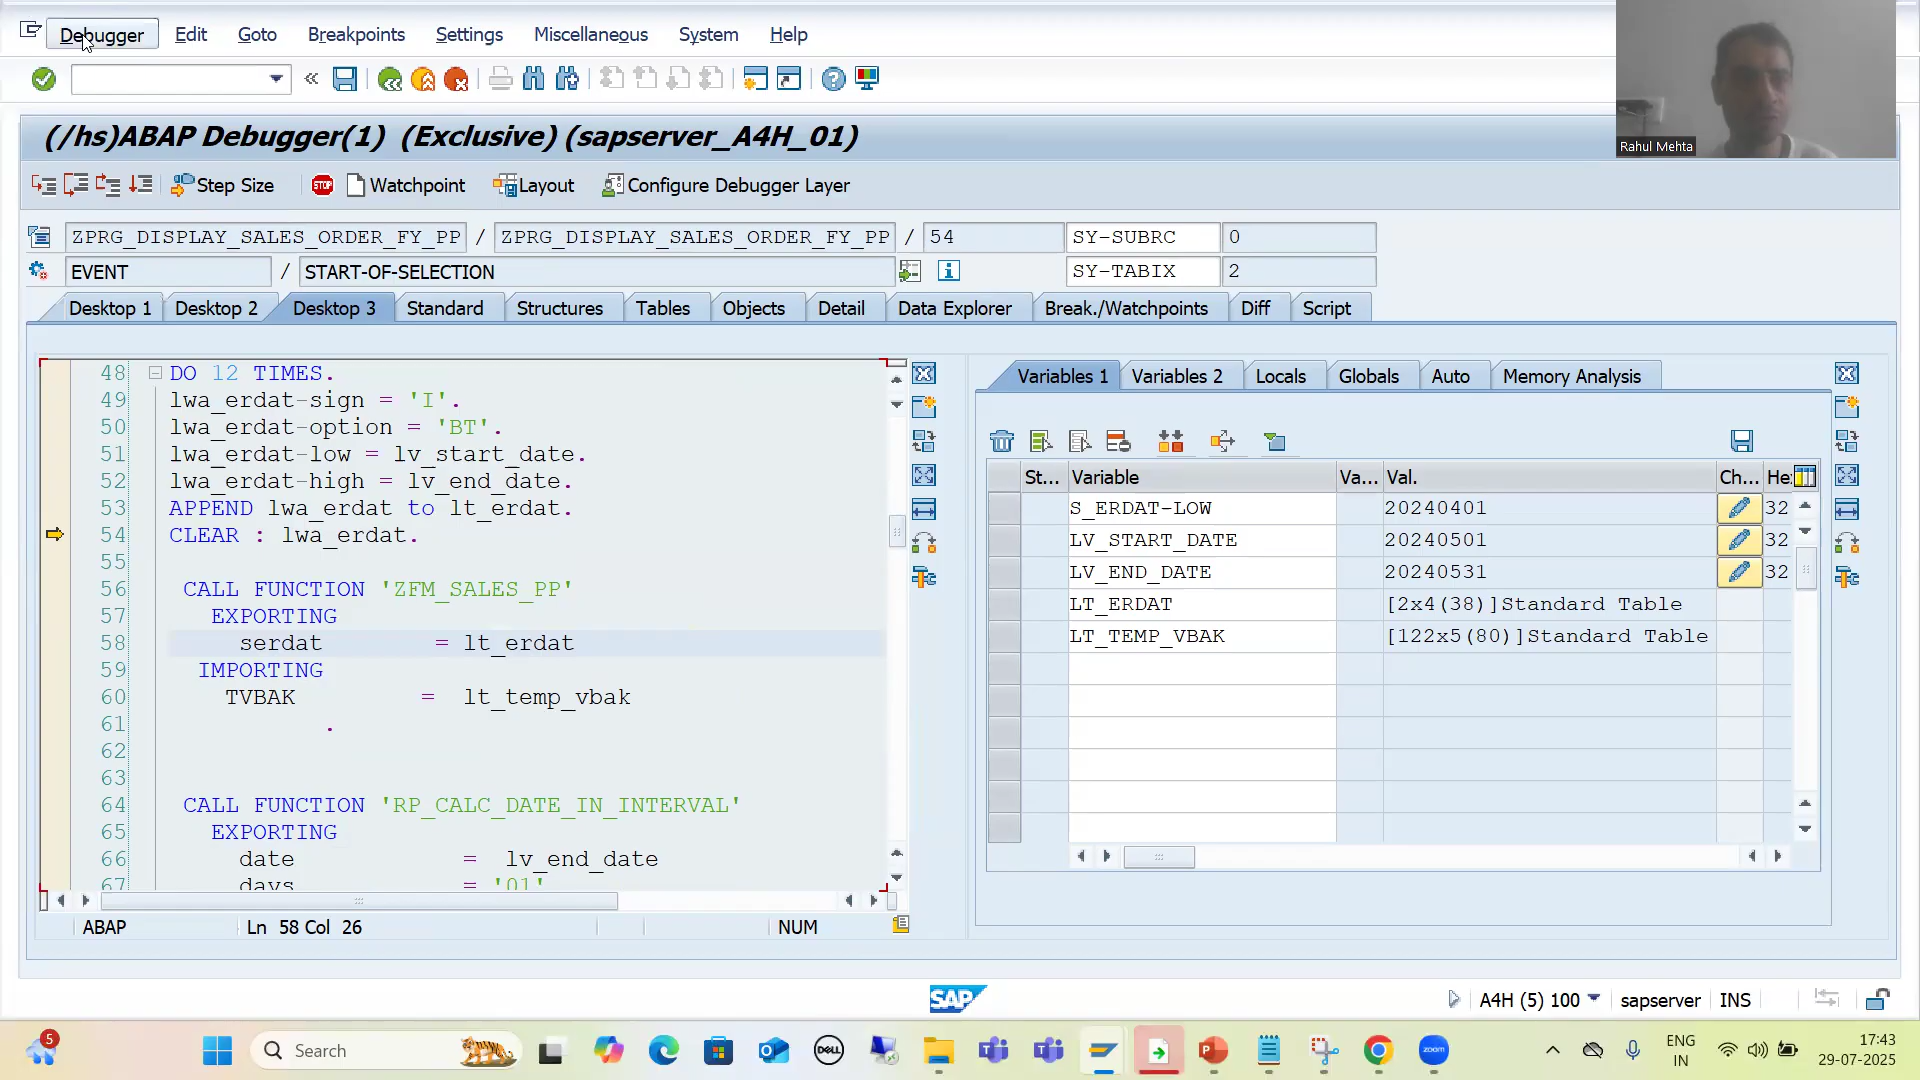 Debugger Edit Goto Breakpoints Settings Miscellaneous System Help
Rahul Mehta
(/hs)ABAP Debugger(1) (Exclusive) (sapserver_A4H_01)
Step Size STOP Watchpoint Layout Configure Debugger Layer
ZPRG_DISPLAY_SALES_ORDER_FY_PP / ZPRG_DISPLAY_SALES_ORDER_FY_PP / 54 SY-SUBRC 0
EVENT / START-OF-SELECTION SY-TABIX 2
Desktop 1 Desktop 2 Desktop 3 Standard Structures Tables Objects Detail Data Explorer Break./Watchpoints Diff Script
48 DO 12 TIMES.
49 lwa_erdat-sign = 'I'.
50 lwa_erdat-option = 'BT'.
51 lwa_erdat-low = lv_start_date.
52 lwa_erdat-high = lv_end_date.
53 APPEND lwa_erdat to lt_erdat.
54 CLEAR : lwa_erdat.
55
56 CALL FUNCTION 'ZFM_SALES_PP'
57 EXPORTING
58 serdat = lt_erdat
59 IMPORTING
60 TVBAK = lt_temp_vbak
61 .
62
63
64 CALL FUNCTION 'RP_CALC_DATE_IN_INTERVAL'
65 EXPORTING
66 date = lv_end_date
67 days = '01'
ABAP Ln 58 Col 26 NUM
Variables 1 Variables 2 Locals Globals Auto Memory Analysis
St... Variable Va... Val. Ch... Hex
S_ERDAT-LOW 20240401 32
LV_START_DATE 20240501 32
LV_END_DATE 20240531 32
LT_ERDAT [2x4(38)]Standard Table
LT_TEMP_VBAK [122x5(80)]Standard Table
SAP A4H (5) 100 sapserver INS
5 Search DELL zoom ENG IN 17:43 29-07-2025